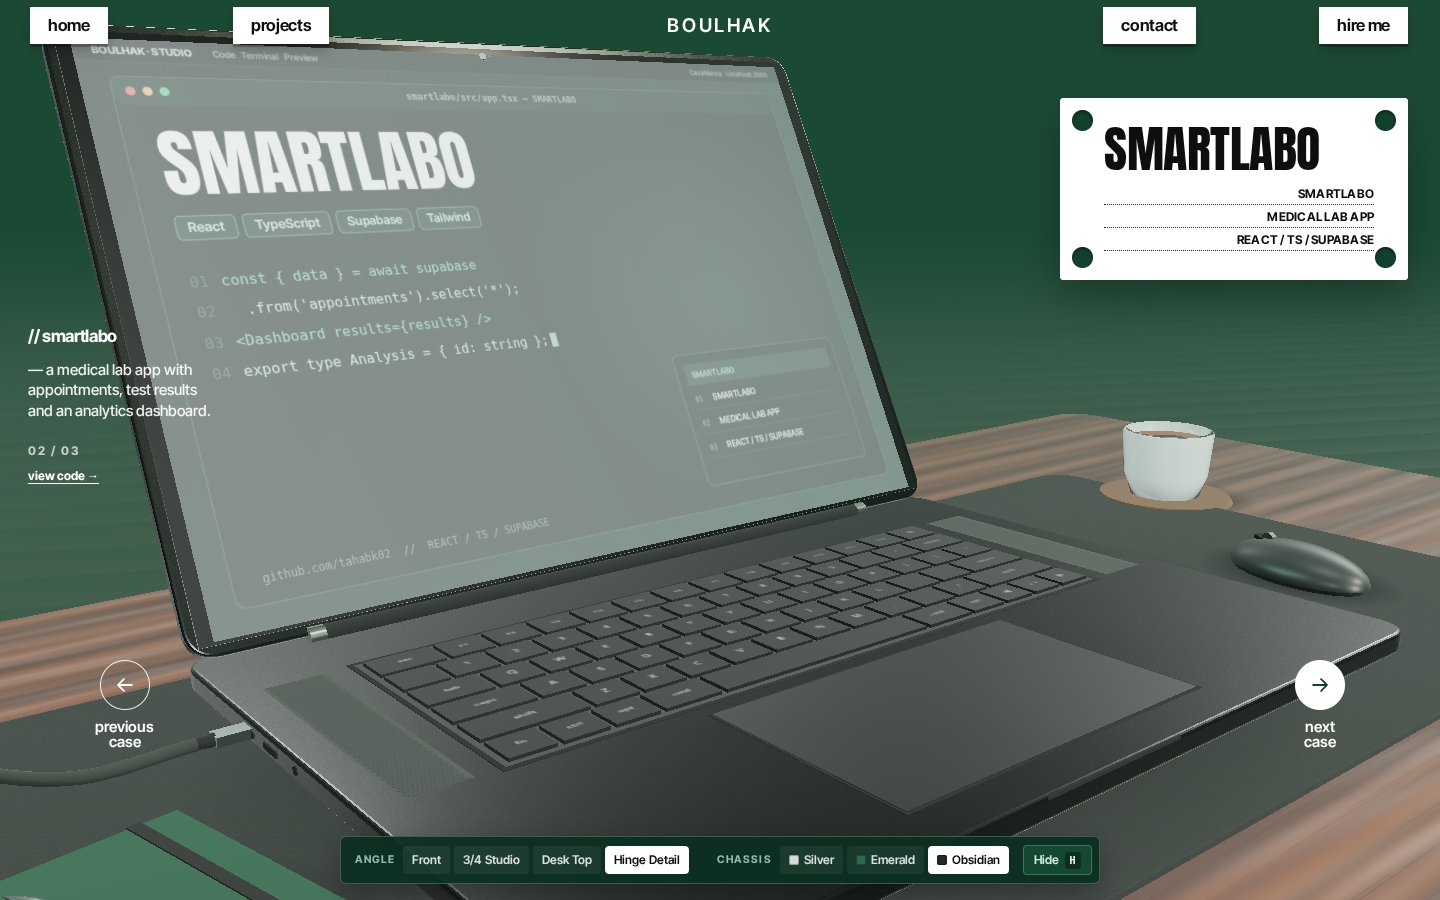 home
projects
BOULHAK
contact
hire me
BOULHAK·STUDIO Code Terminal Preview
Casablanca · localhost:3000
smartlabo/src/app.tsx — SMARTLABO
SMARTLABO
React TypeScript Supabase Tailwind
01 const { data } = await supabase
02 .from('appointments').select('*');
03 <Dashboard results={results} />
04 export type Analysis = { id: string };
SMARTLABO
01 SMARTLABO
02 MEDICAL LAB APP
03 REACT / TS / SUPABASE
github.com/tahabk02 // REACT / TS / SUPABASE
SMARTLABO
SMARTLABO
MEDICAL LAB APP
REACT / TS / SUPABASE
// smartlabo
— a medical lab app with
appointments, test results
and an analytics dashboard.
02 / 03
view code →
previous
case
next
case
ANGLE Front 3/4 Studio Desk Top Hinge Detail CHASSIS Silver Emerald Obsidian Hide H